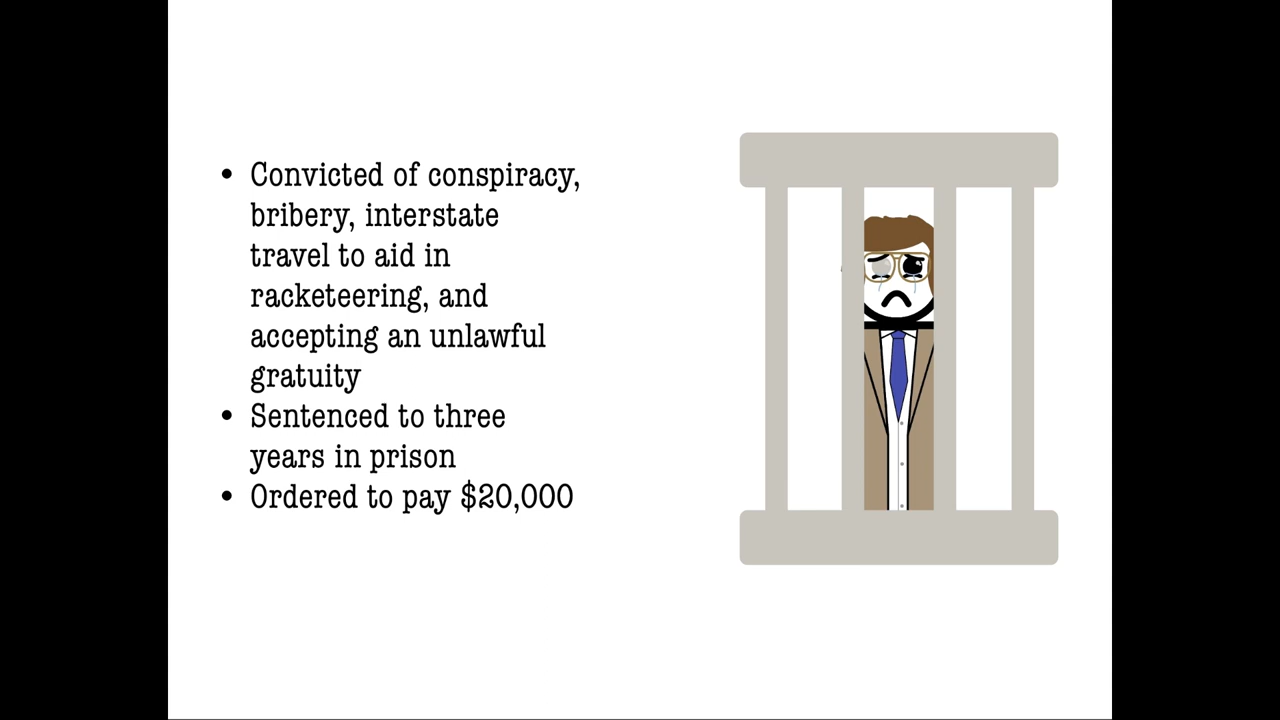 • Convicted of conspiracy,
bribery, interstate
travel to aid in
racketeering, and
accepting an unlawful
gratuity
• Sentenced to three
years in prison
• Ordered to pay $20,000